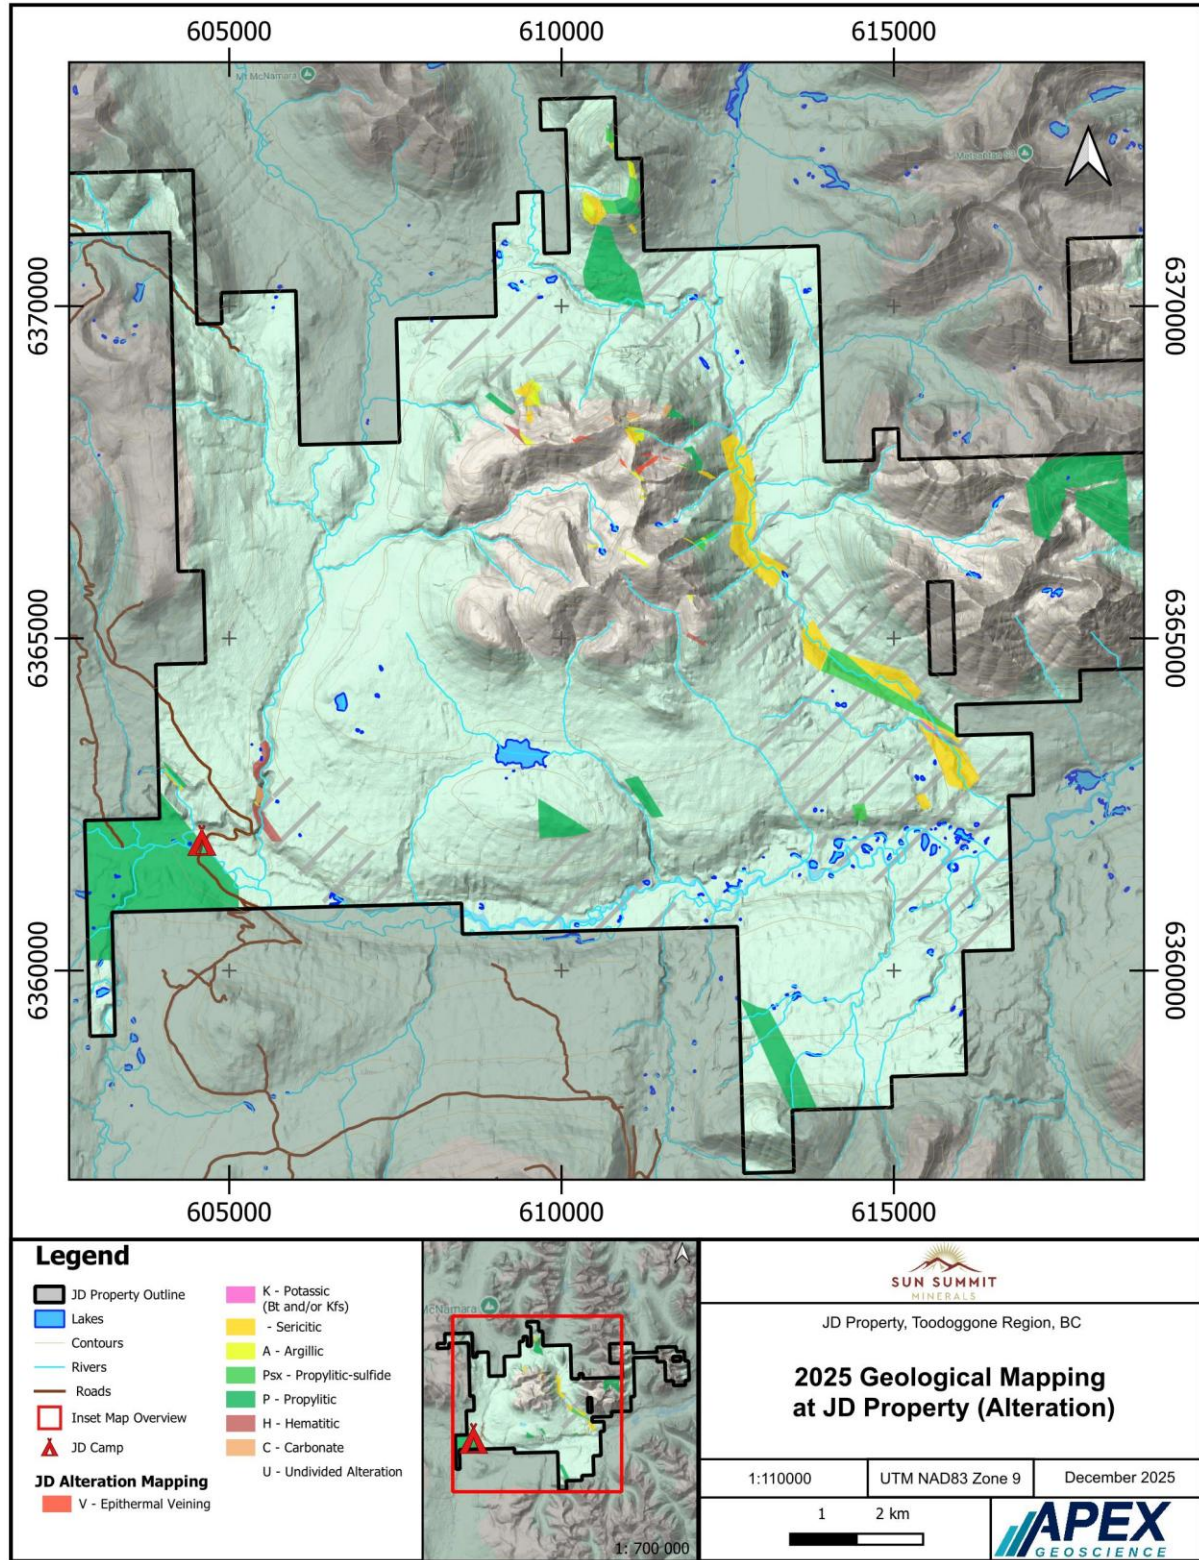 605000 610000 615000
Mt McNamara
6370000
6370000
6365000
6365000
6360000
6360000
605000 610000 615000
Legend
JD Property Outline
Lakes
Contours
Rivers
Roads
Inset Map Overview
JD Camp
JD Alteration Mapping
V - Epithermal Veining
K - Potassic
(Bt and/or Kfs)
- Sericitic
A - Argillic
Psx - Propylitic-sulfide
P - Propylitic
H - Hematitic
C - Carbonate
U - Undivided Alteration
McNamara
1: 700 000
SUN SUMMIT
MINERALS
JD Property, Toodoggone Region, BC
2025 Geological Mapping
at JD Property (Alteration)
1:110000 UTM NAD83 Zone 9 December 2025
1 2 km
APEX
GEOSCIENCE